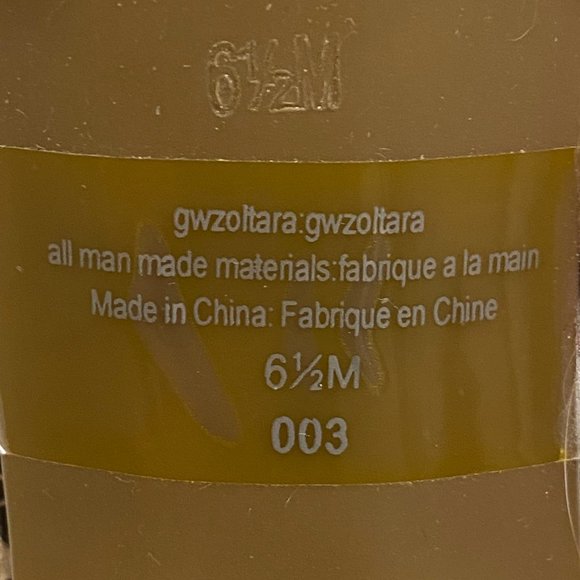 6½M
gwzoltara:gwzoltara
all man made materials:fabrique a la main
Made in China: Fabriqué en Chine
6½M
003